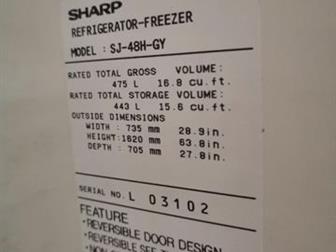 SHARP
REFRIGERATOR-FREEZER
MODEL : SJ-48H-GY
RATED TOTAL GROSS VOLUME:
475 L 16.8 cu.ft.
RATED TOTAL STORAGE VOLUME:
443 L 15.6 cu.ft.
OUTSIDE DIMENSIONS
WIDTH : 735 mm 28.9in.
HEIGHT:1620 mm 63.8in.
DEPTH : 705 mm 27.8in.
SERIAL NO. L 03102
FEATURE
•REVERSIBLE DOOR DESIGN
•REVERSIBLE SEE